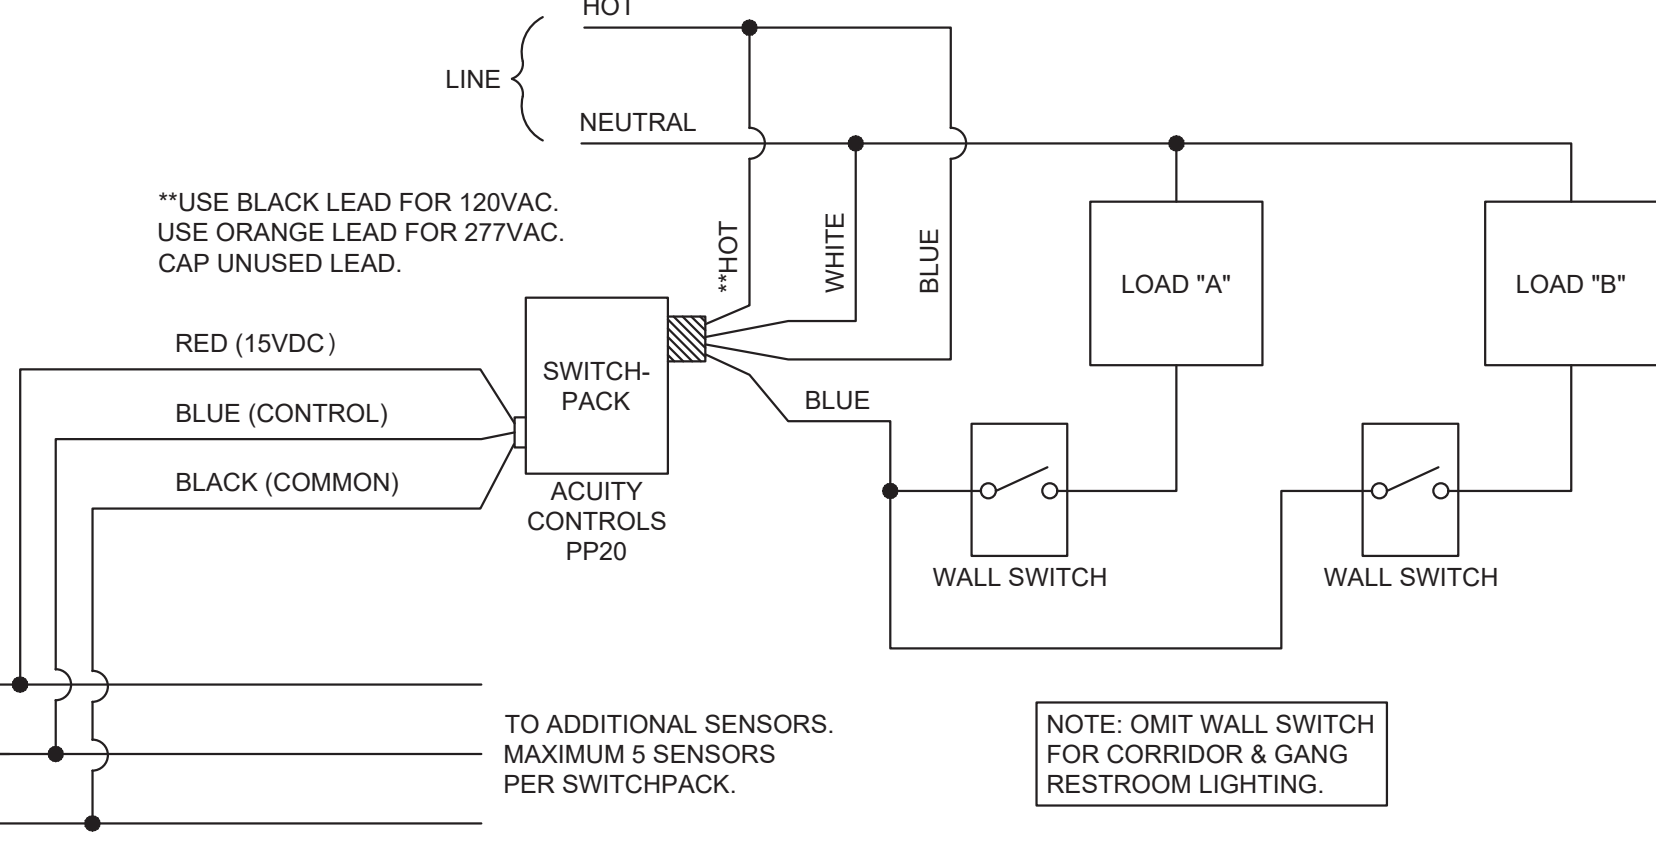 HOT
LINE
NEUTRAL
**USE BLACK LEAD FOR 120VAC.
USE ORANGE LEAD FOR 277VAC.
CAP UNUSED LEAD.
**HOT
WHITE
BLUE
LOAD "A"
LOAD "B"
RED (15VDC)
SWITCH-
PACK
BLUE
BLUE (CONTROL)
BLACK (COMMON)
ACUITY
CONTROLS
PP20
WALL SWITCH
WALL SWITCH
TO ADDITIONAL SENSORS.
MAXIMUM 5 SENSORS
PER SWITCHPACK.
NOTE: OMIT WALL SWITCH
FOR CORRIDOR & GANG
RESTROOM LIGHTING.